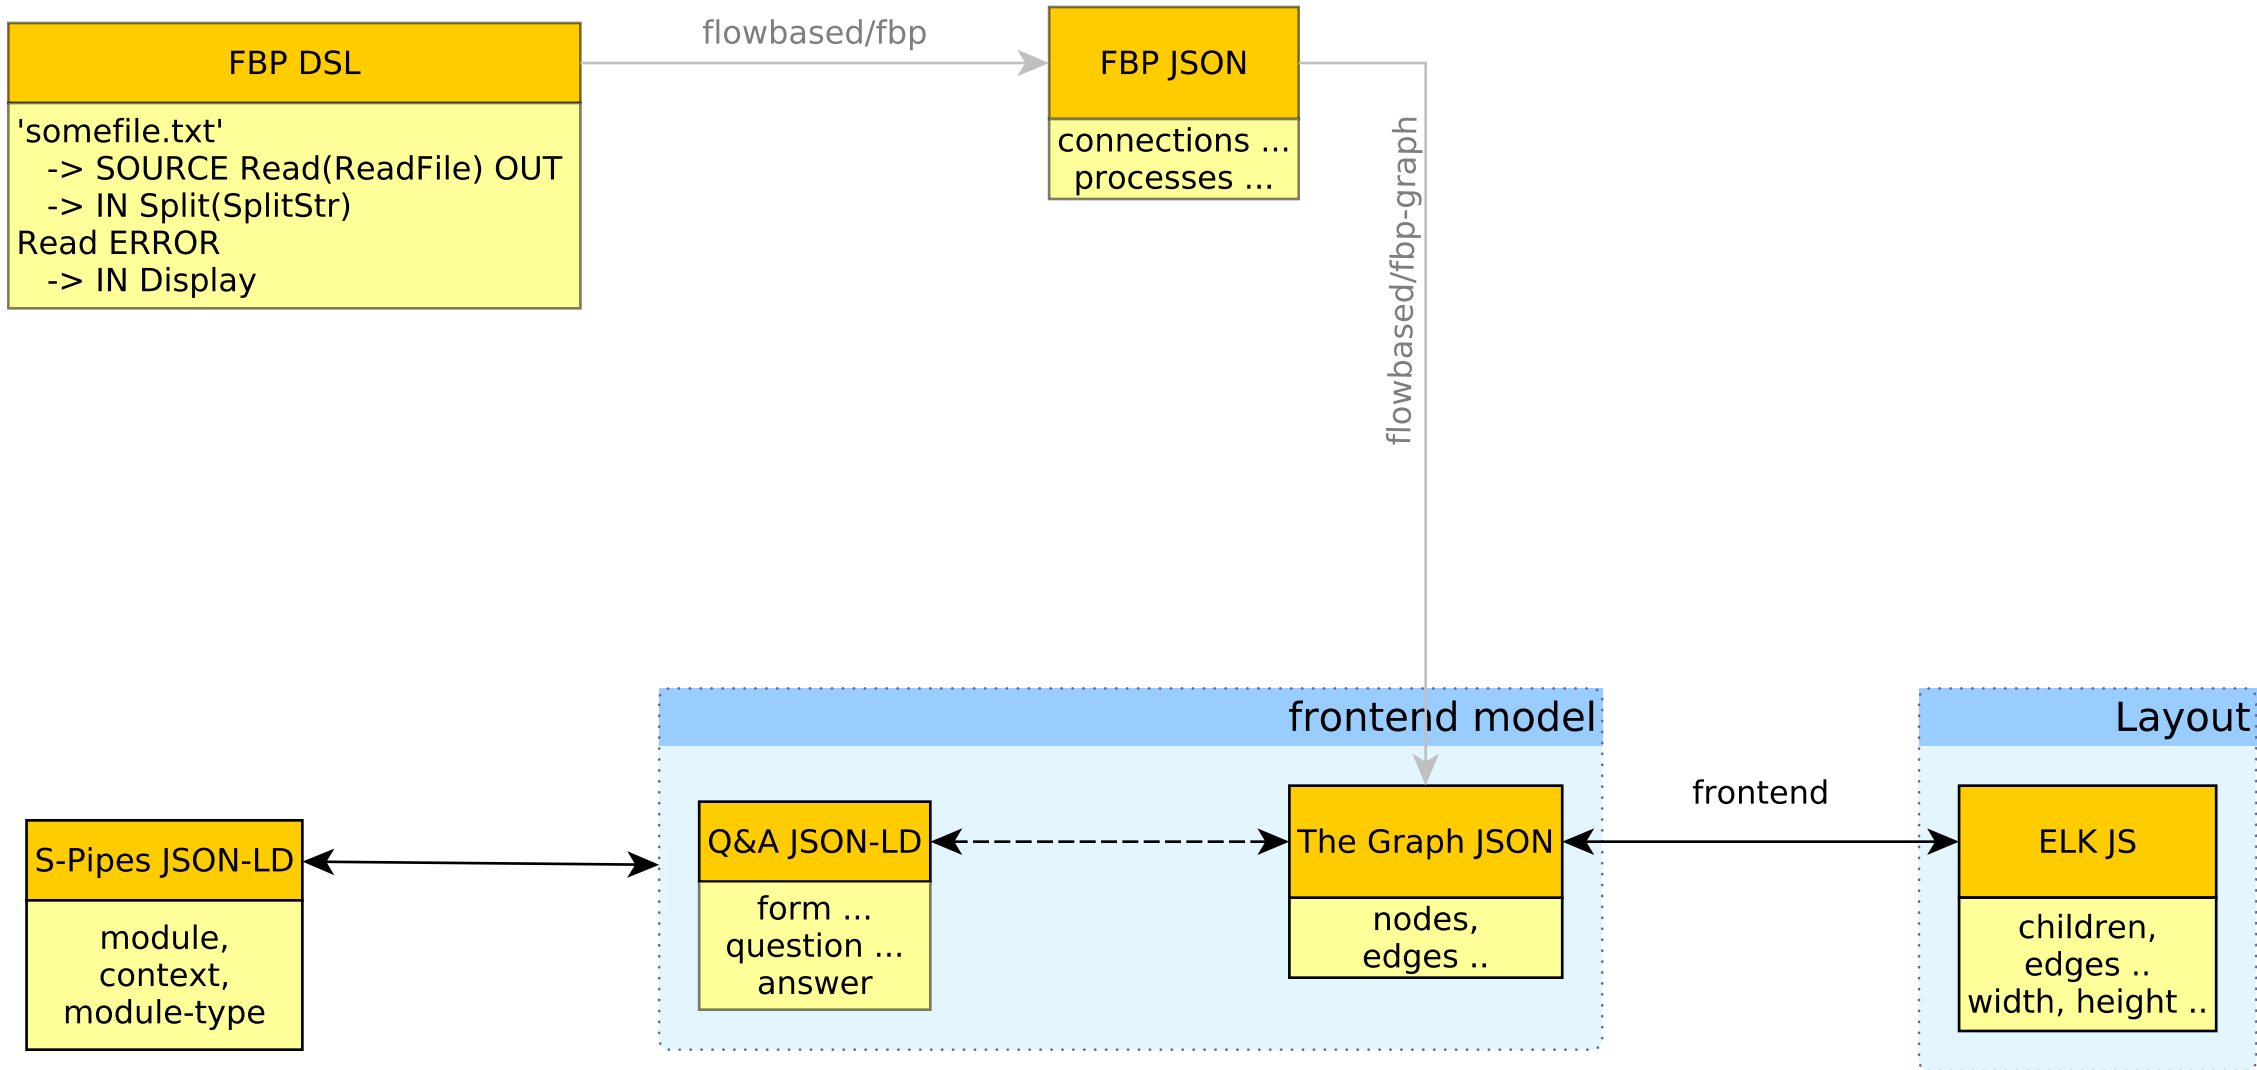 FBP DSL
'somefile.txt'
-> SOURCE Read(ReadFile) OUT
-> IN Split(SplitStr)
Read ERROR
-> IN Display
flowbased/fbp
FBP JSON
connections ...
processes ...
flowbased/fbp-graph
frontend model
Layout
S-Pipes JSON-LD
module,
context,
module-type
Q&A JSON-LD
form ...
question ...
answer
The Graph JSON
nodes,
edges ..
frontend
ELK JS
children,
edges ..
width, height ..